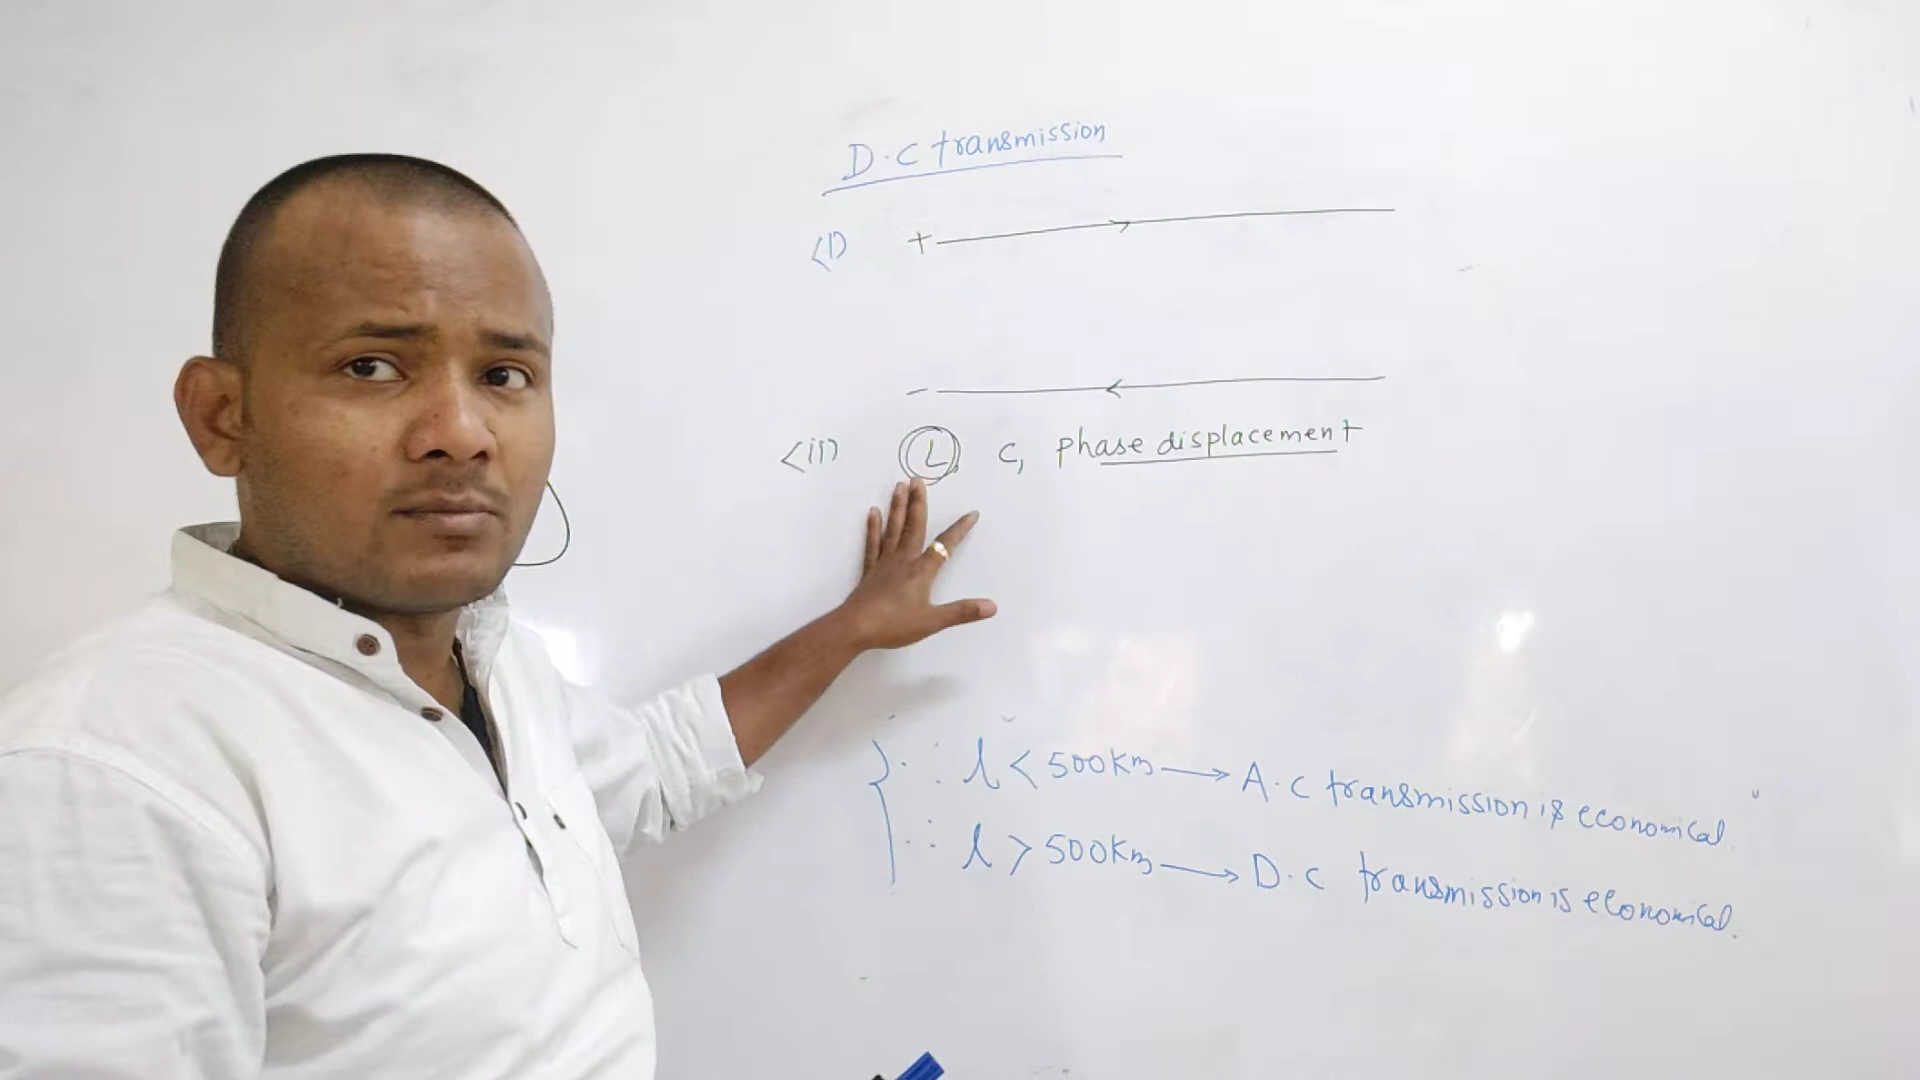 D.C transmission
(i) +
-
(ii) L, C, phase displacement
∴ l < 500Km → A.C transmission is economical.
∴ l > 500Km → D.C transmission is economical.